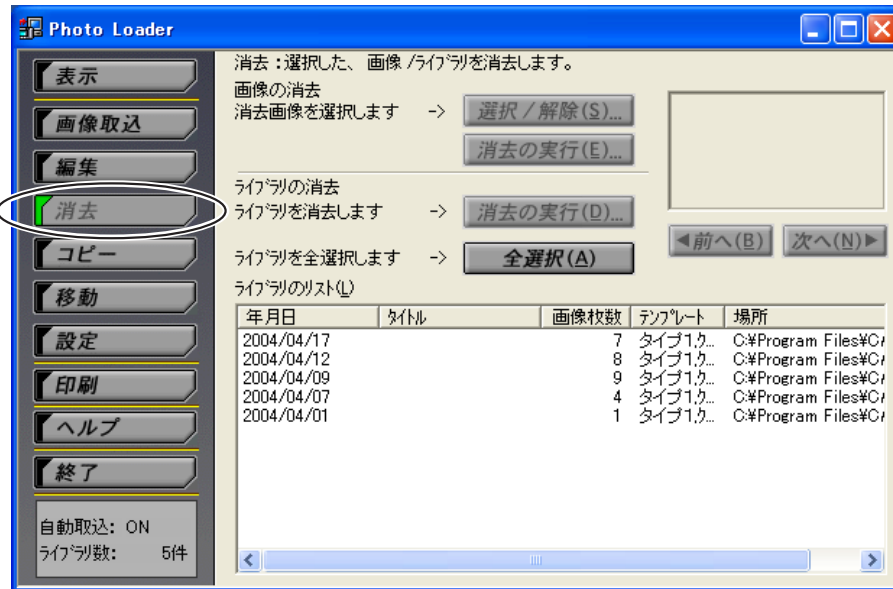 Photo Loader
表示
画像取込
編集
消去
コピー
移動
設定
印刷
ヘルプ
終了
自動取込: ON
ﾗｲﾌﾞﾗﾘ数: 5件
消去：選択した、 画像 /ﾗｲﾌﾞﾗﾘを消去します。
画像の消去
消去画像を選択します -> 選択 / 解除(S)...
消去の実行(E)...
ﾗｲﾌﾞﾗﾘの消去
ﾗｲﾌﾞﾗﾘを消去します -> 消去の実行(D)...
◀前へ(B) 次へ(N)▶
ﾗｲﾌﾞﾗﾘを全選択します -> 全選択(A)
ﾗｲﾌﾞﾗﾘのﾘｽﾄ(L)
年月日 ﾀｲﾄﾙ 画像枚数 ﾃﾝﾌﾟﾚｰﾄ 場所
2004/04/17 7 タイプ1,ｸ... C:¥Program Files¥C
2004/04/12 8 タイプ1,ｸ... C:¥Program Files¥C
2004/04/09 9 タイプ1,ｸ... C:¥Program Files¥C
2004/04/07 4 タイプ1,ｸ... C:¥Program Files¥C
2004/04/01 1 タイプ1,ｸ... C:¥Program Files¥C